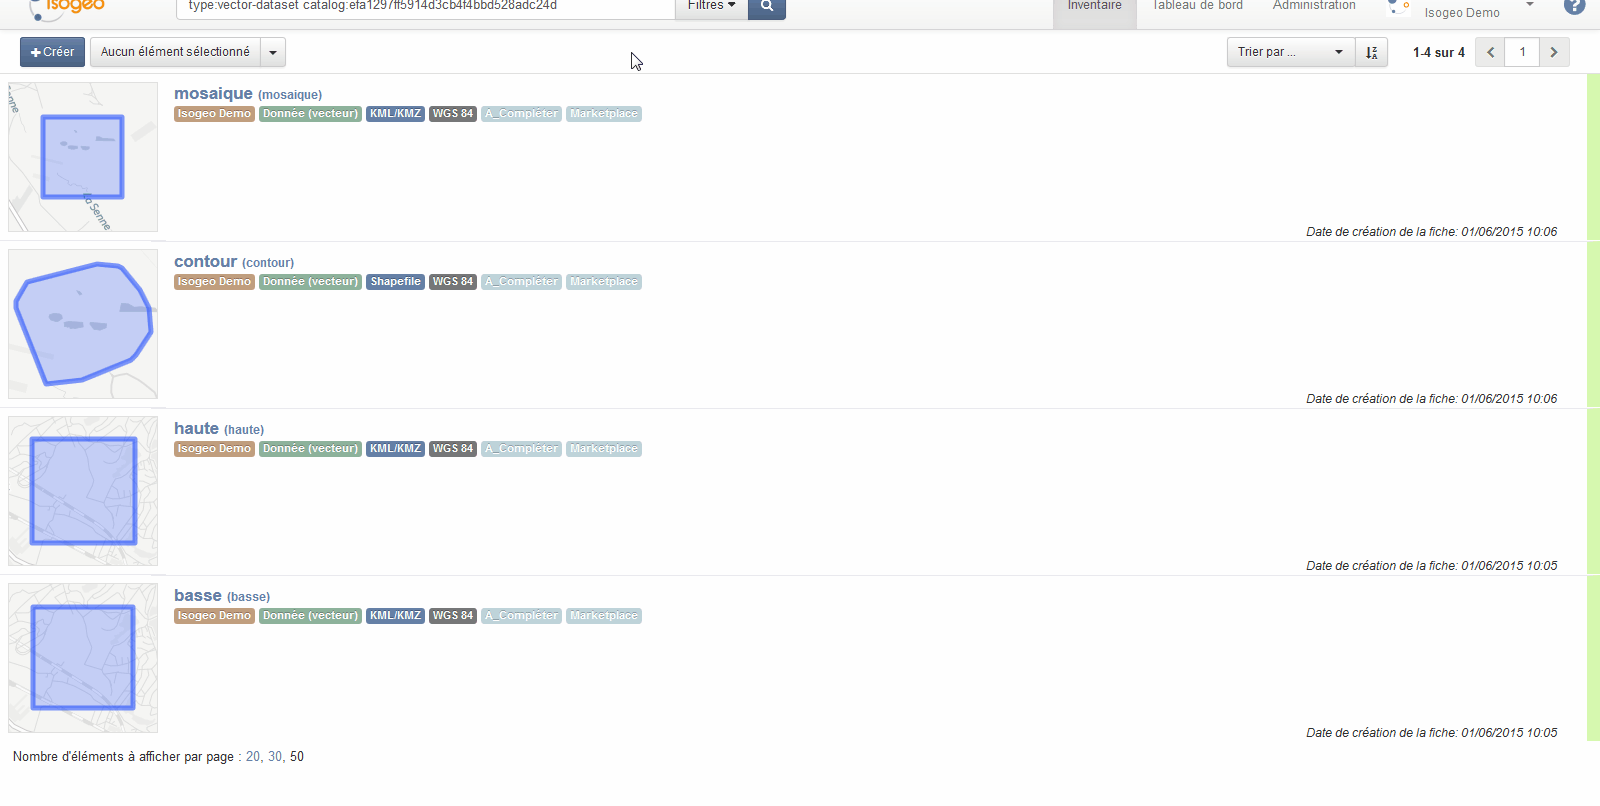 isogeo
type:vector-dataset catalog:efa1297ff5914d3cb4f4bbd528adc24d
Filtres
Inventaire
Tableau de bord
Administration
Isogeo Demo
?
+ Créer
Aucun élément sélectionné
Trier par ...
1-4 sur 4
1
mosaique (mosaique)
Isogeo Demo Donnée (vecteur) KML/KMZ WGS 84 A_Compléter Marketplace
La Senne
Date de création de la fiche: 01/06/2015 10:06
contour (contour)
Isogeo Demo Donnée (vecteur) Shapefile WGS 84 A_Compléter Marketplace
Date de création de la fiche: 01/06/2015 10:06
haute (haute)
Isogeo Demo Donnée (vecteur) KML/KMZ WGS 84 A_Compléter Marketplace
Date de création de la fiche: 01/06/2015 10:05
basse (basse)
Isogeo Demo Donnée (vecteur) KML/KMZ WGS 84 A_Compléter Marketplace
Date de création de la fiche: 01/06/2015 10:05
Nombre d'éléments à afficher par page : 20, 30, 50